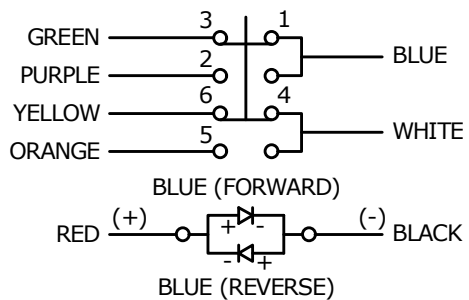 GREEN 3 1
PURPLE 2 BLUE
YELLOW 6 4
ORANGE 5 WHITE
BLUE (FORWARD)
RED (+) + - (-) BLACK
- +
BLUE (REVERSE)